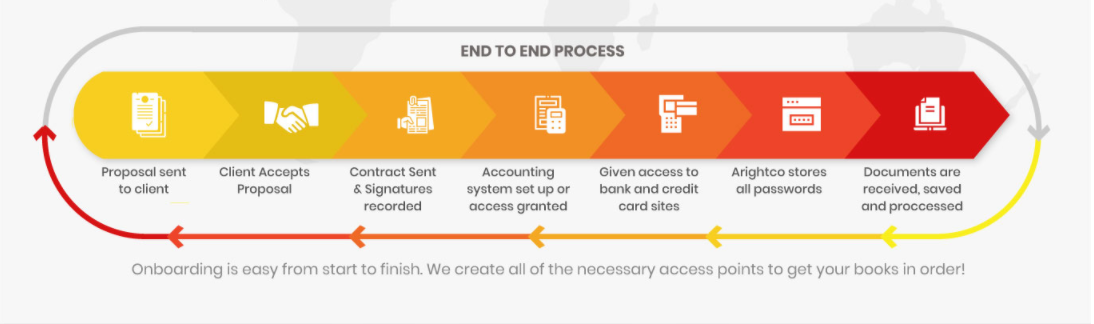 END TO END PROCESS
Proposal sent
to client
Client Accepts
Proposal
Contract Sent
& Signatures
recorded
Accounting
system set up or
access granted
Given access to
bank and credit
card sites
Arightco stores
all passwords
Documents are
received, saved
and proccessed
Onboarding is easy from start to finish. We create all of the necessary access points to get your books in order!